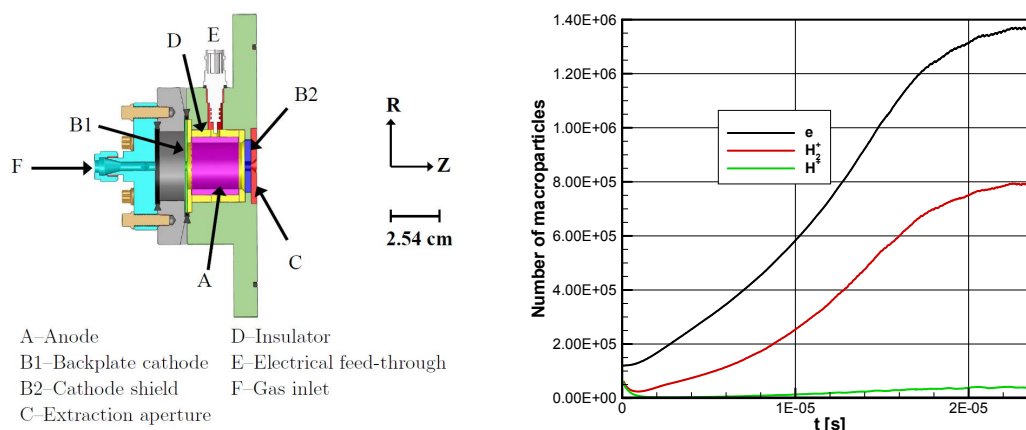 D
E
B1
B2
F
A
C
R
Z
2.54 cm
A–Anode
D–Insulator
B1–Backplate cathode
E–Electrical feed-through
B2–Cathode shield
F–Gas inlet
C–Extraction aperture
1.40E+06
1.20E+06
1.00E+06
8.00E+05
6.00E+05
4.00E+05
2.00E+05
0.00E+00
Number of macroparticles
e
H₂⁺
H⁺
0
1E-05
2E-05
t [s]